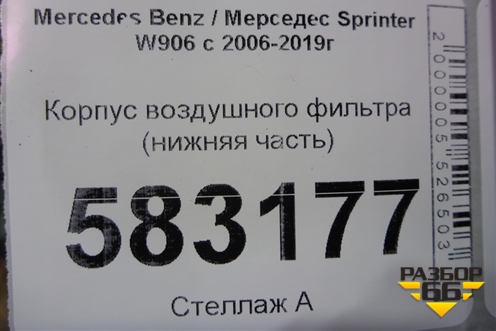 Mercedes Benz / Мерседес Sprinter
W906 с 2006-2019г
Корпус воздушного фильтра
(нижняя часть)
583177
Стеллаж А
2000005526503
РАЗБОР
66